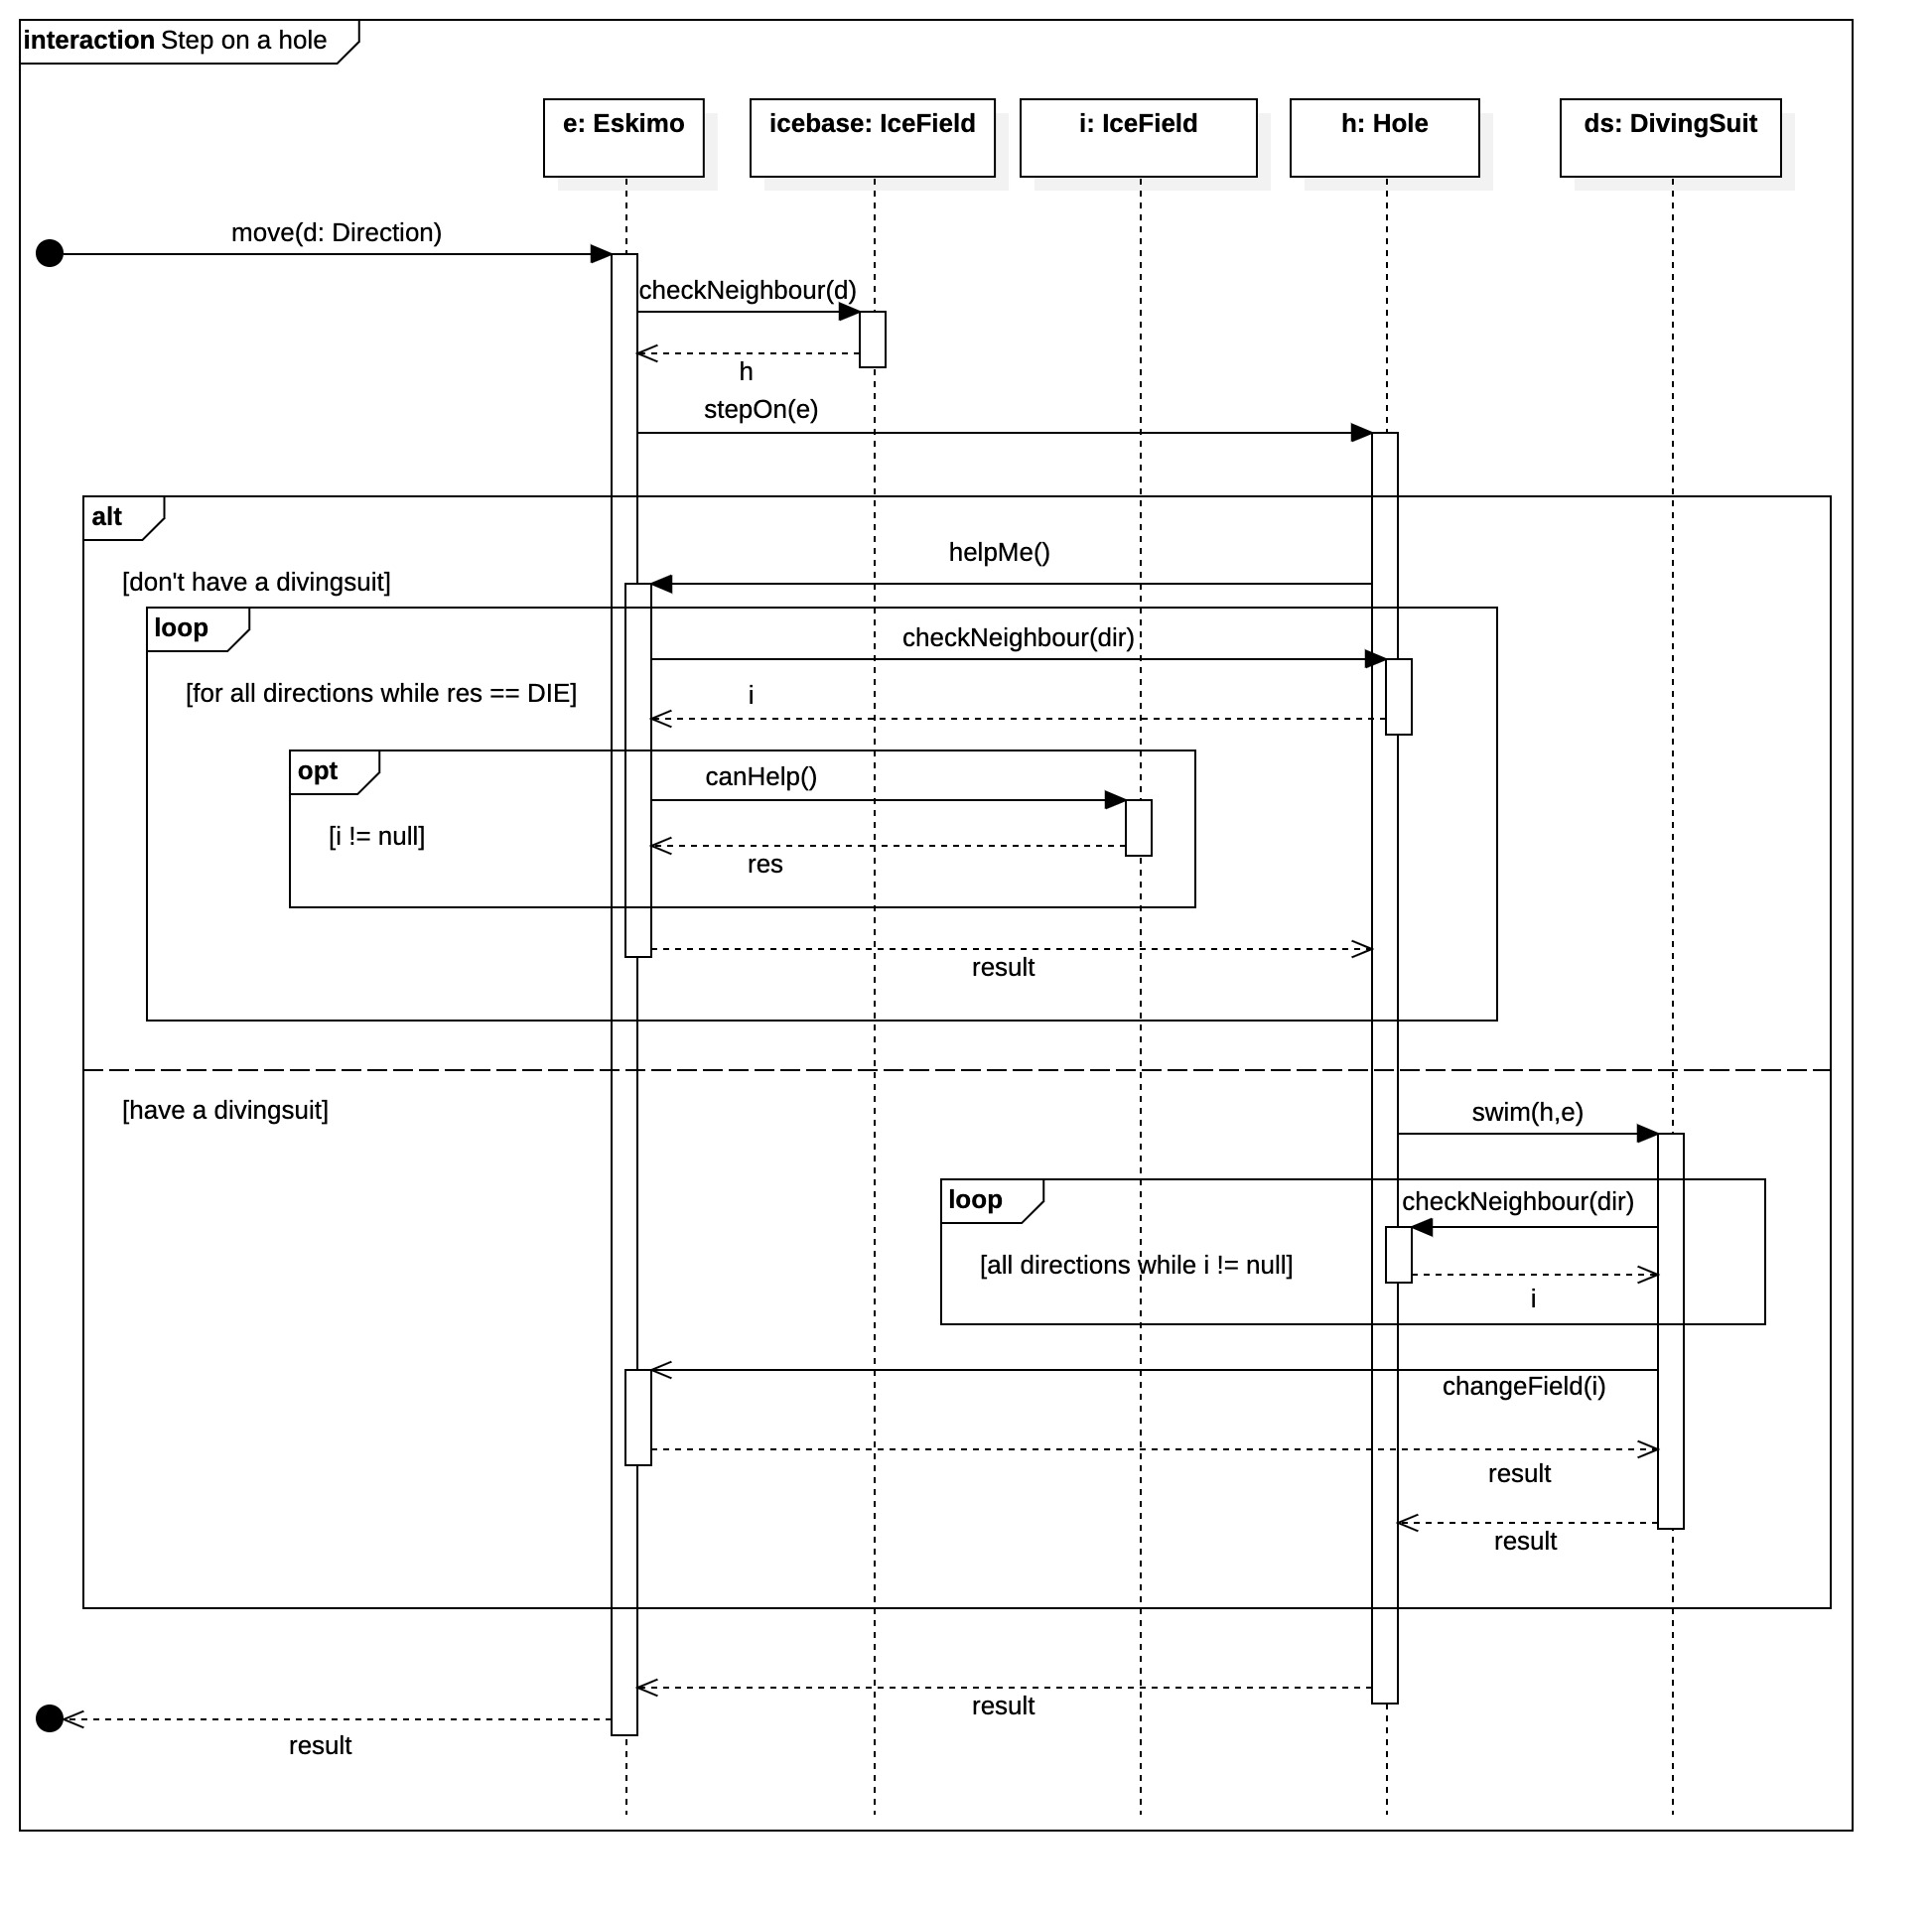 interaction Step on a hole
e: Eskimo
icebase: IceField
i: IceField
h: Hole
ds: DivingSuit
move(d: Direction)
checkNeighbour(d)
h
stepOn(e)
alt
helpMe()
[don't have a divingsuit]
loop
checkNeighbour(dir)
[for all directions while res == DIE]
i
opt
canHelp()
[i != null]
res
result
[have a divingsuit]
swim(h,e)
loop
checkNeighbour(dir)
[all directions while i != null]
i
changeField(i)
result
result
result
result